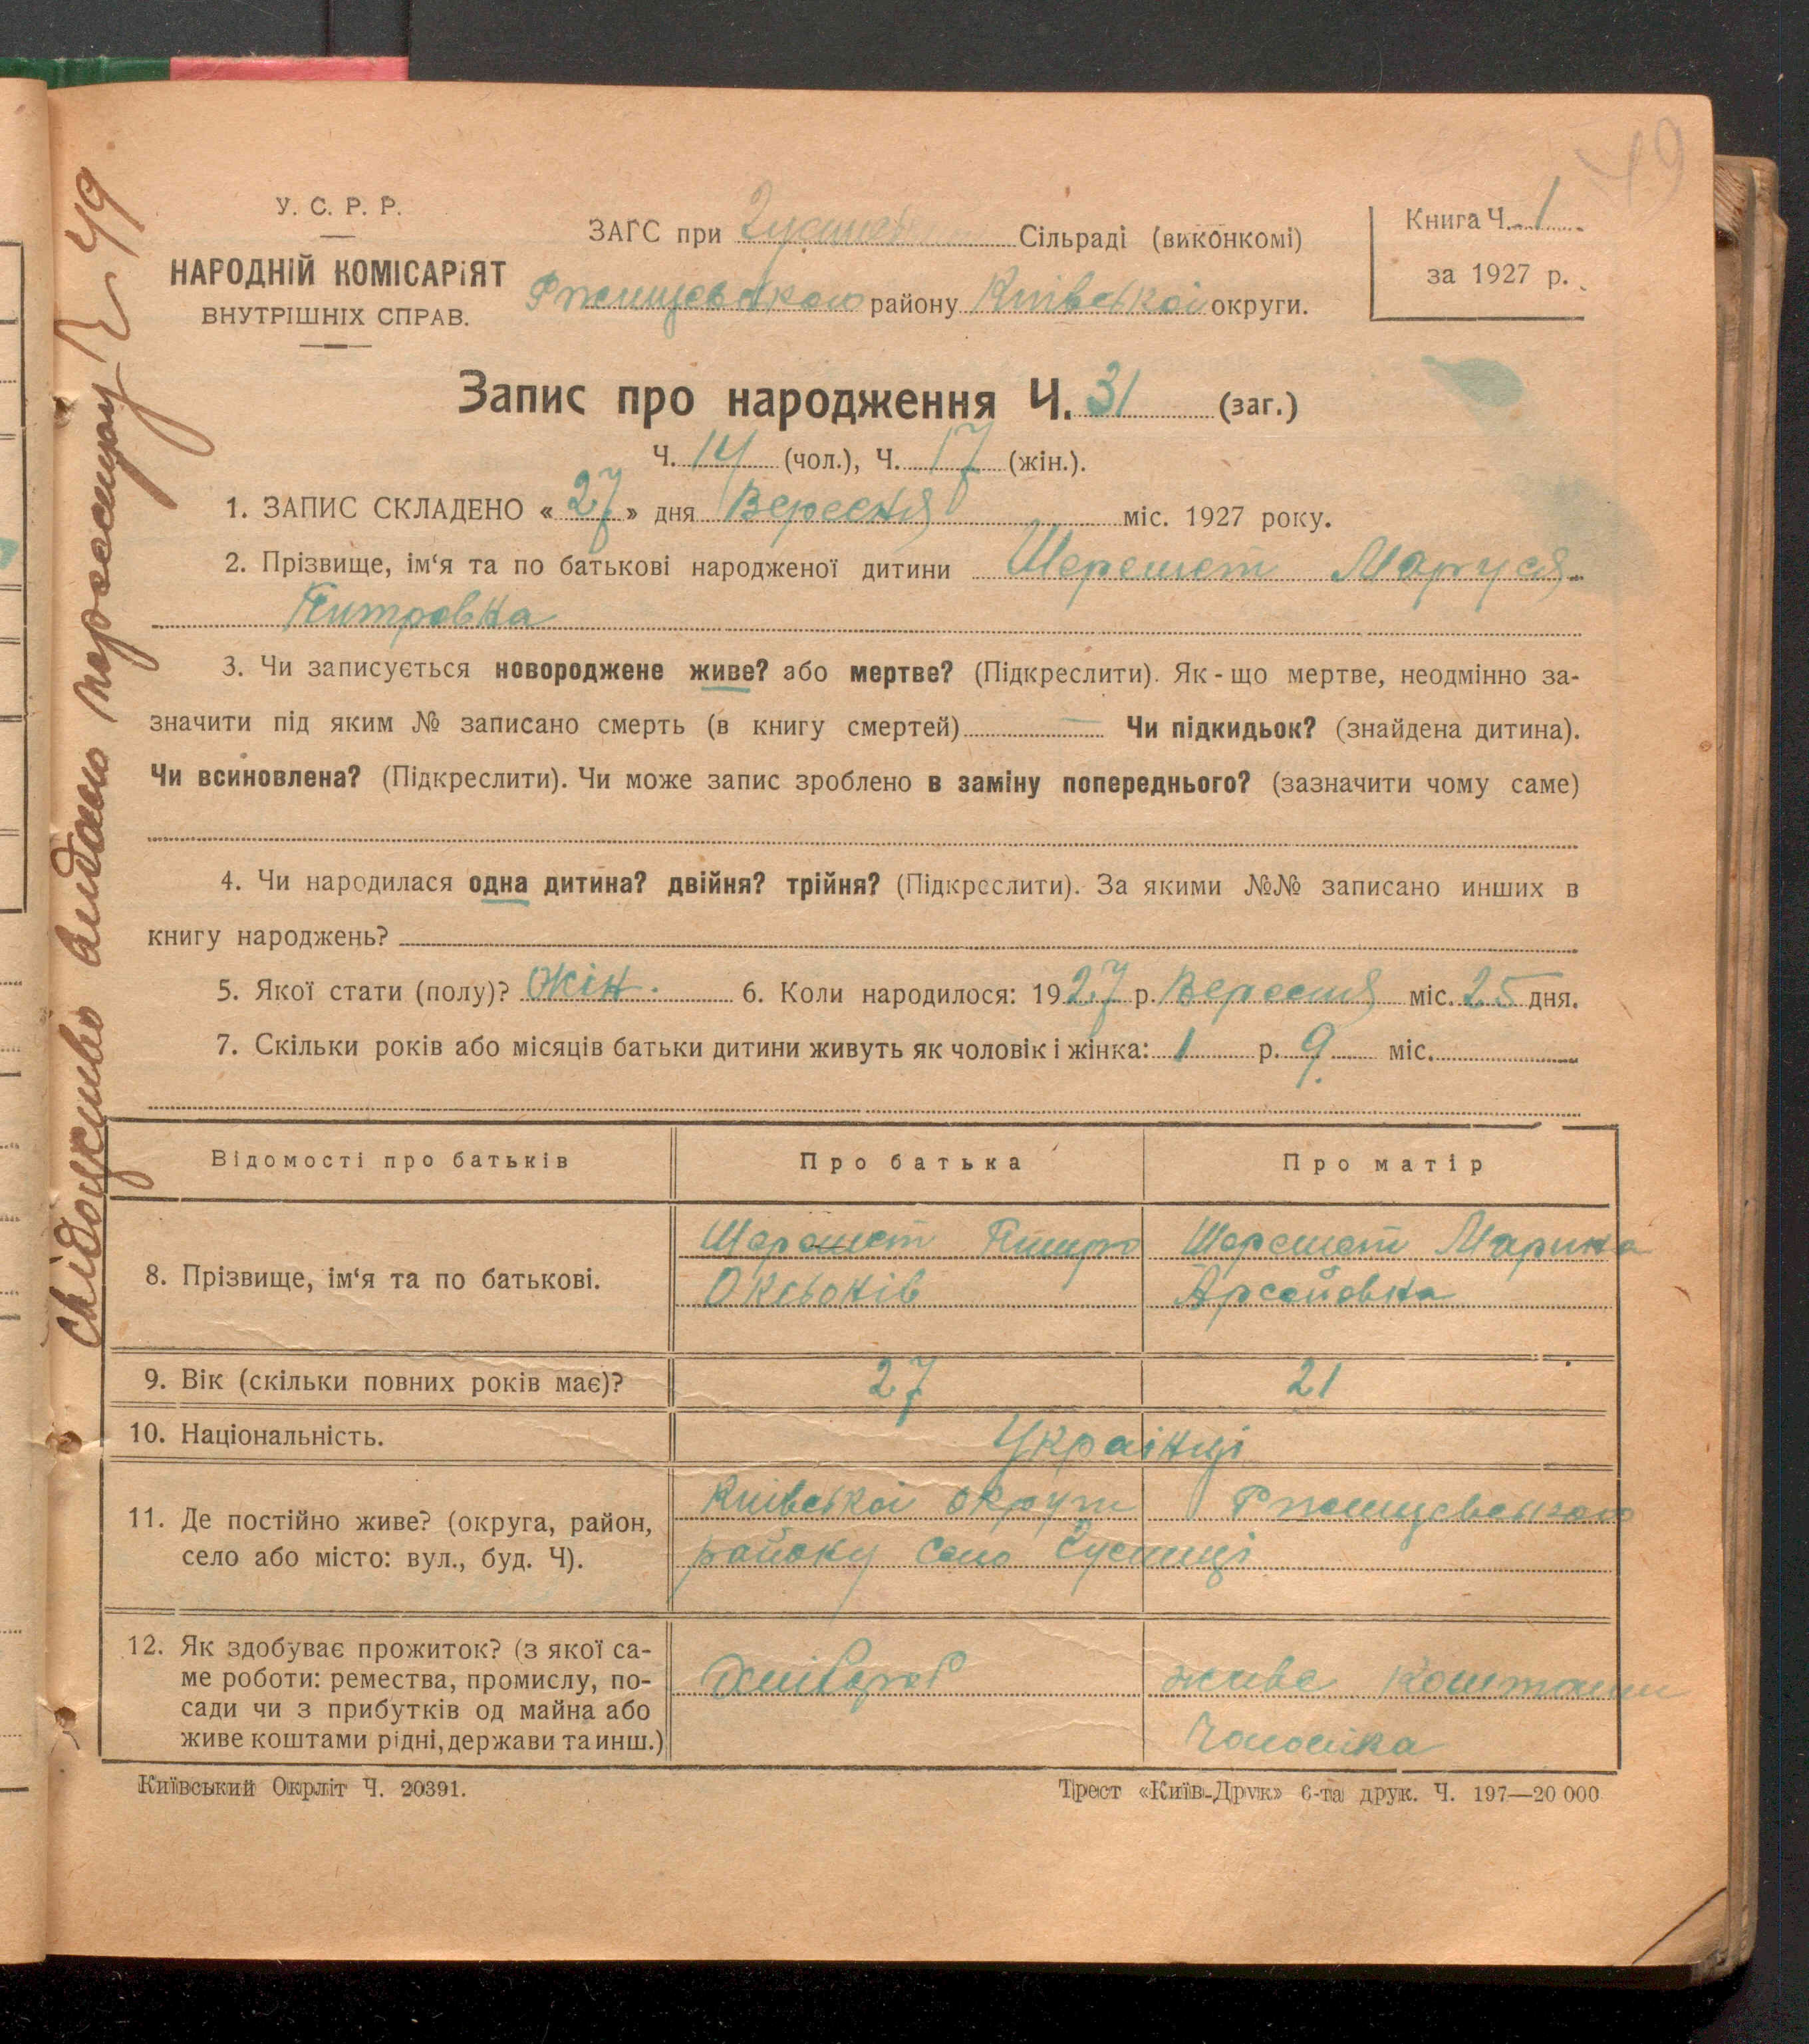 49
У. С. Р. Р.
НАРОДНІЙ КОМІСАРІЯТ
ВНУТРІШНІХ СПРАВ.
ЗАГС при Сільраді (виконкомі)
Ржищевського району Київської округи.
Книга Ч. 1
за 1927 р.
Запис про народження Ч. 31 (заг.)
Ч. 14 (чол.), Ч. 17 (жін.).
1. ЗАПИС СКЛАДЕНО « 27 » дня Вересня міс. 1927 року.
2. Прізвище, ім‘я та по батькові народженої дитини Шерешет Маруся
Питровна
3. Чи записується новороджене живе? або мертве? (Підкреслити). Як - що мертве, неодмінно за-
значити під яким № записано смерть (в книгу смертей) — Чи підкидьок? (знайдена дитина).
Чи всиновлена? (Підкреслити). Чи може запис зроблено в заміну попереднього? (зазначити чому саме)
4. Чи народилася одна дитина? двійня? трійня? (Підкреслити). За якими №№ записано инших в
книгу народжень?
5. Якої стати (полу)? Жін. 6. Коли народилося: 1927 р. Вересня міс. 25 дня.
7. Скільки років або місяців батьки дитини живуть як чоловік і жінка: 1 р. 9 міс.
Відомості про батьків Про батька Про матір
8. Прізвище, ім‘я та по батькові.
Шерешет Питро
Шерешет Марина
9. Вік (скільки повних років має)? 27 21
10. Національність. Українці
11. Де постійно живе? (округа, район,
село або місто: вул., буд. Ч).
Київської округи Ржищевського
району село
12. Як здобуває прожиток? (з якої са-
ме роботи: ремества, промислу, по-
сади чи з прибутків од майна або
живе коштами рідні, держави та инш.)
Хлібороб
живе коштами
Чоловіка
Київський Окрліт Ч. 20391.
Трест «Київ-Друк» 6-та друк. Ч. 197—20 000